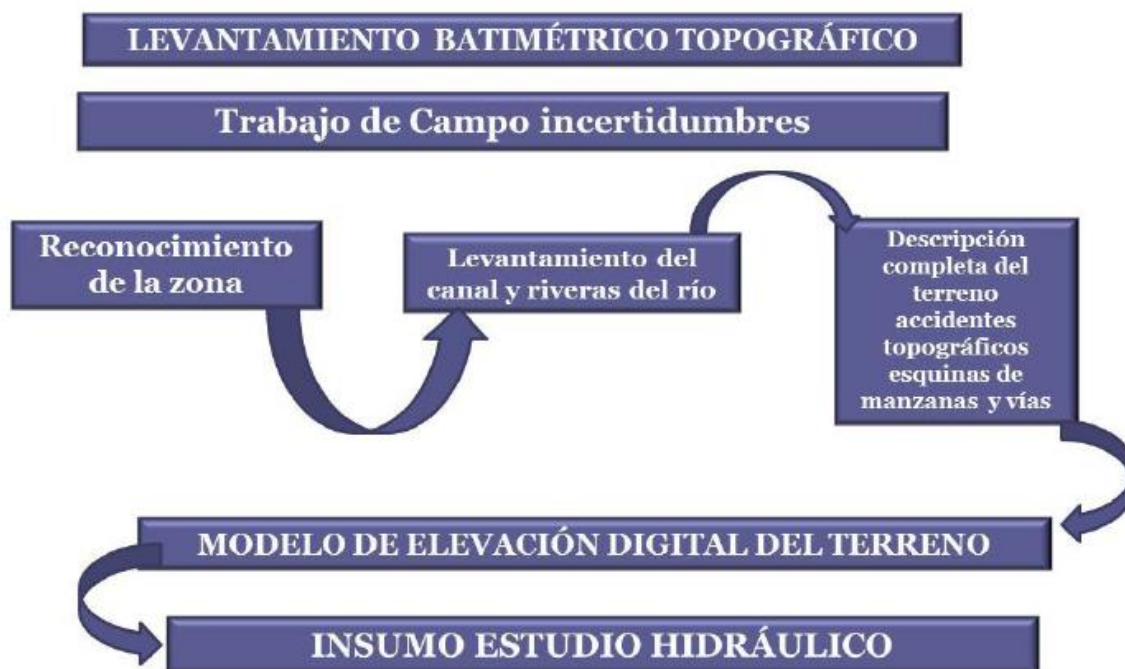 LEVANTAMIENTO BATIMÉTRICO TOPOGRÁFICO
Trabajo de Campo incertidumbres
Reconocimiento
de la zona
Levantamiento del
canal y riveras del río
Descripción
completa del
terreno
accidentes
topográficos
esquinas de
manzanas y vías
MODELO DE ELEVACIÓN DIGITAL DEL TERRENO
INSUMO ESTUDIO HIDRÁULICO